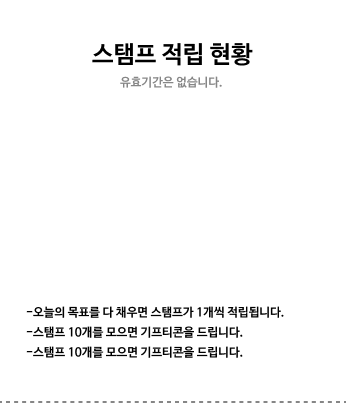 스탬프 적립 현황
유효기간은 없습니다.
-오늘의 목표를 다 채우면 스탬프가 1개씩 적립됩니다.
-스탬프 10개를 모으면 기프티콘을 드립니다.
-스탬프 10개를 모으면 기프티콘을 드립니다.